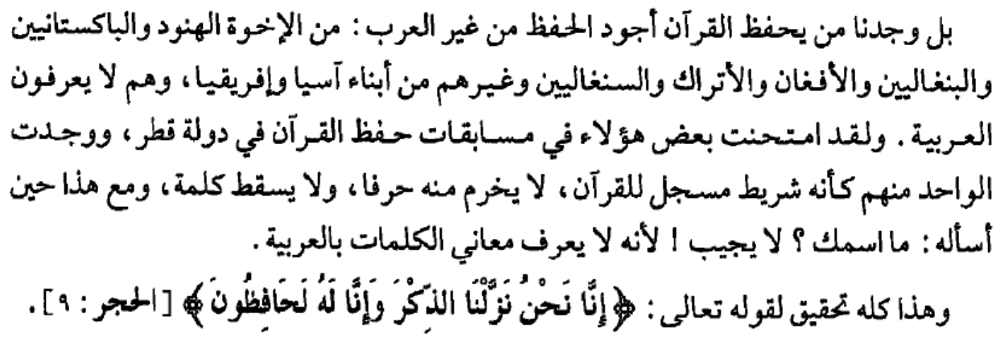 بل وجدنا من يحفظ القرآن أجود الحفظ من غير العرب : من الإخوة الهنود والباكستانيين
والبنغاليين والأفغان والأتراك والسنغاليين وغيرهم من أبناء آسيا وإفريقيا ، وهم لا يعرفون
العربية . ولقد امتحنت بعض هؤلاء في مسابقات حفظ القرآن في دولة قطر ، ووجدت
الواحد منهم كأنه شريط مسجل للقرآن ، لا يخرم منه حرفا ، ولا يسقط كلمة ، ومع هذا حين
أسأله : ما اسمك ؟ لا يجيب ! لأنه لا يعرف معاني الكلمات بالعربية .
وهذا كله تحقيق لقوله تعالى : ﴿ إِنَّا نَحْنُ نَزَّلْنَا الذِّكْرَ وَإِنَّا لَهُ لَحَافِظُونَ ﴾ [ الحجر : ٩ ] .